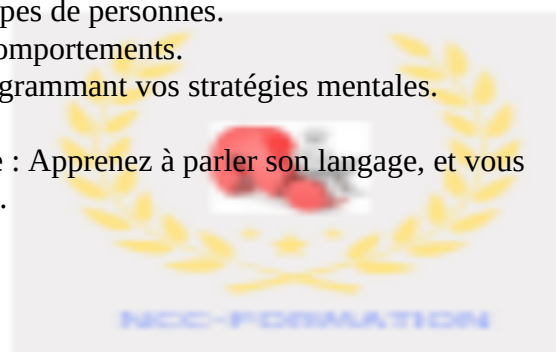 pes de personnes.
omportements.
grammant vos stratégies mentales.
e : Apprenez à parler son langage, et vous
.
NCC-FORMATION